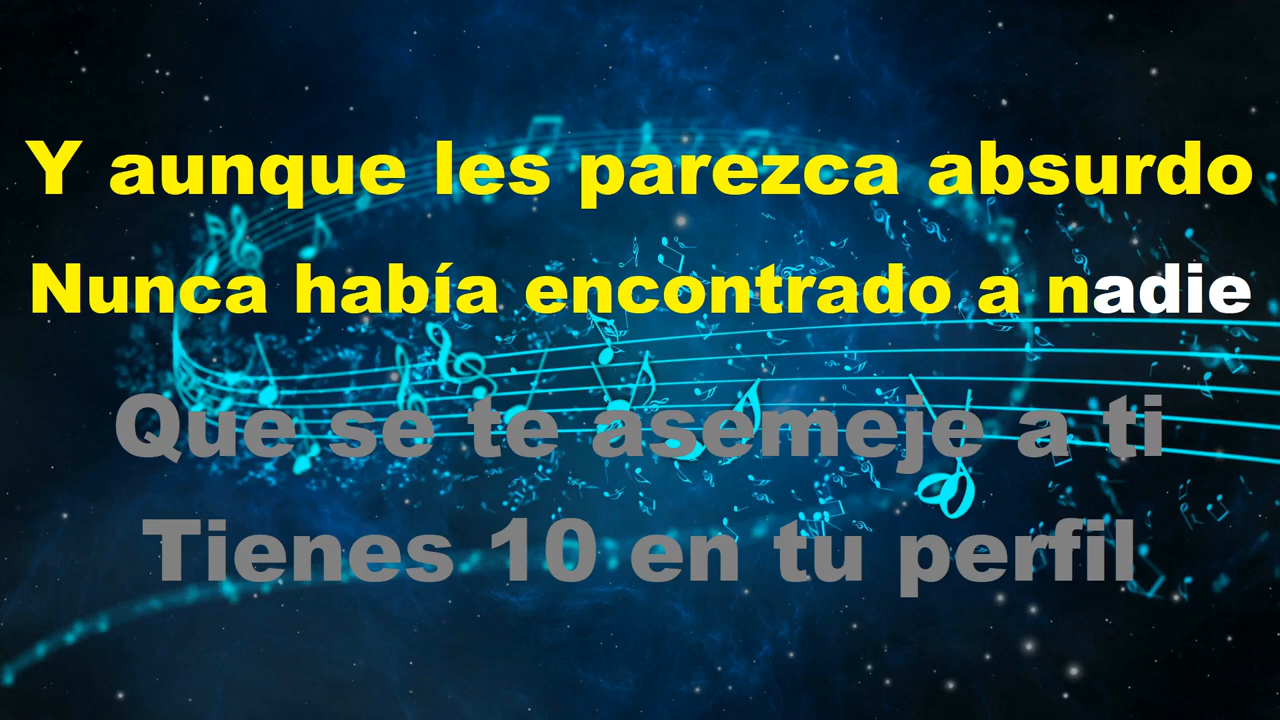 Y aunque les parezca absurdo
Nunca había encontrado a nadie
Que se te asemeje a ti
Tienes 10 en tu perfil